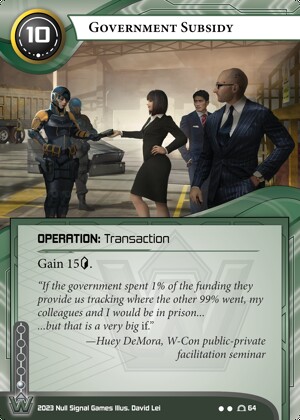 10
GOVERNMENT SUBSIDY
OPERATION: Transaction
Gain 15.
“If the government spent 1% of the funding they
provide us tracking where the other 99% went, my
colleagues and I would be in prison...
...but that is a very big if.”
—Huey DeMora, W-Con public-private
facilitation seminar
W
2023 Null Signal Games Illus. David Lei
64